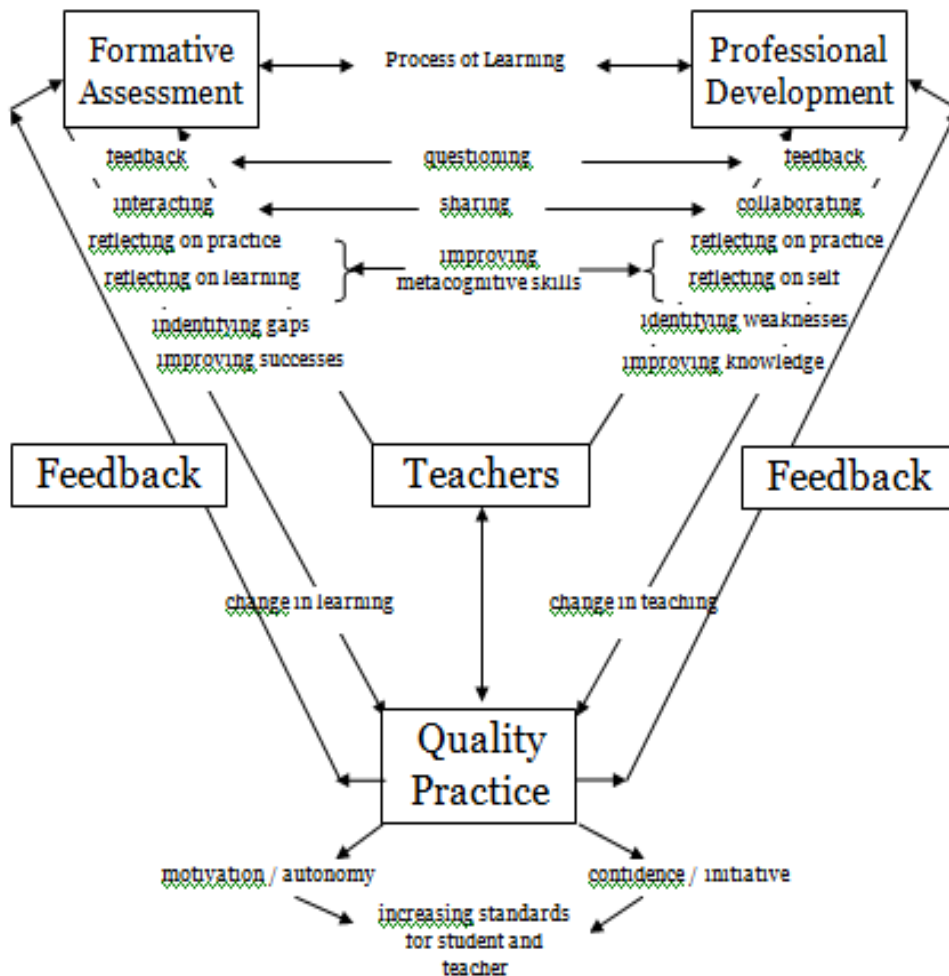 Formative
Assessment
Process of Learning
Professional
Development
feedback
questioning
feedback
interacting
sharing
collaborating
reflecting on practice
reflecting on learning
improving
metacognitive skills
reflecting on practice
reflecting on self
indentifying gaps
identifying weaknesses
improving successes
improving knowledge
Feedback
Teachers
Feedback
change in learning
change in teaching
Quality
Practice
motivation / autonomy
confidence / initiative
increasing standards
for student and
teacher